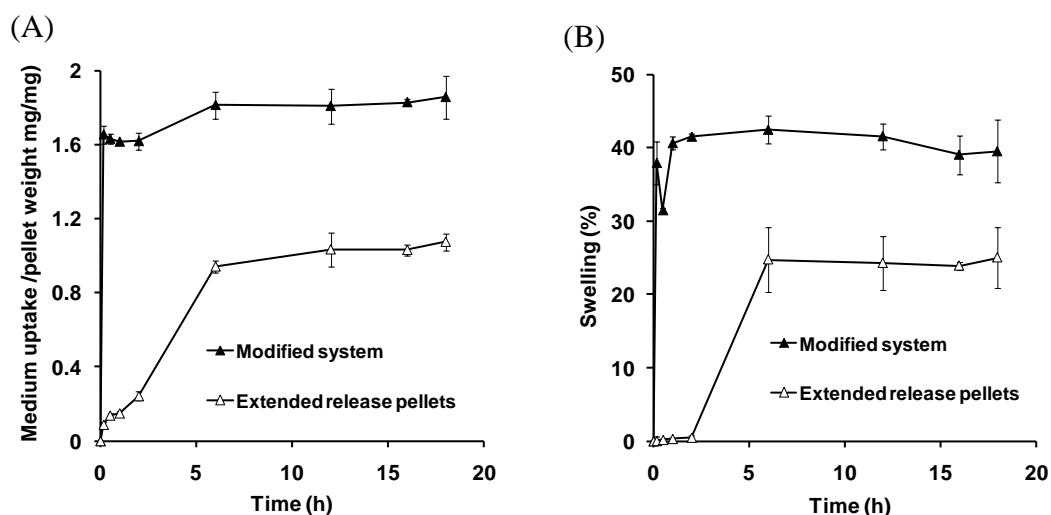 (A)
Medium uptake /pellet weight mg/mg)
2
1.6
1.2
0.8
0.4
0
Modified system
Extended release pellets
0 5 10 15 20
Time (h)
(B)
Swelling (%)
50
40
30
20
10
0
Modified system
Extended release pellets
0 5 10 15 20
Time (h)